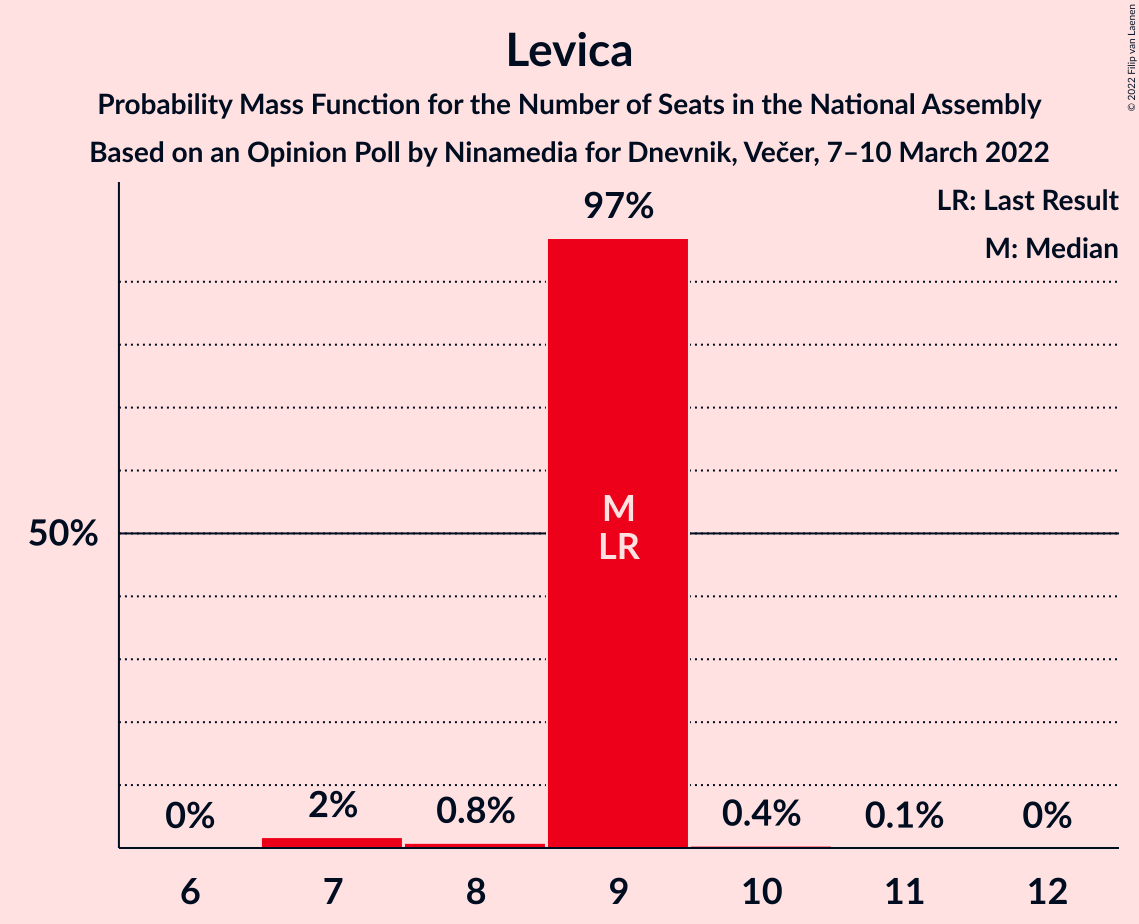 Levica
Probability Mass Function for the Number of Seats in the National Assembly
Based on an Opinion Poll by Ninamedia for Dnevnik, Večer, 7–10 March 2022
© 2022 Filip van Laenen
LR: Last Result
M: Median
97%
50%
M
LR
0%
2%
0.8%
0.4%
0.1%
0%
6
7
8
9
10
11
12